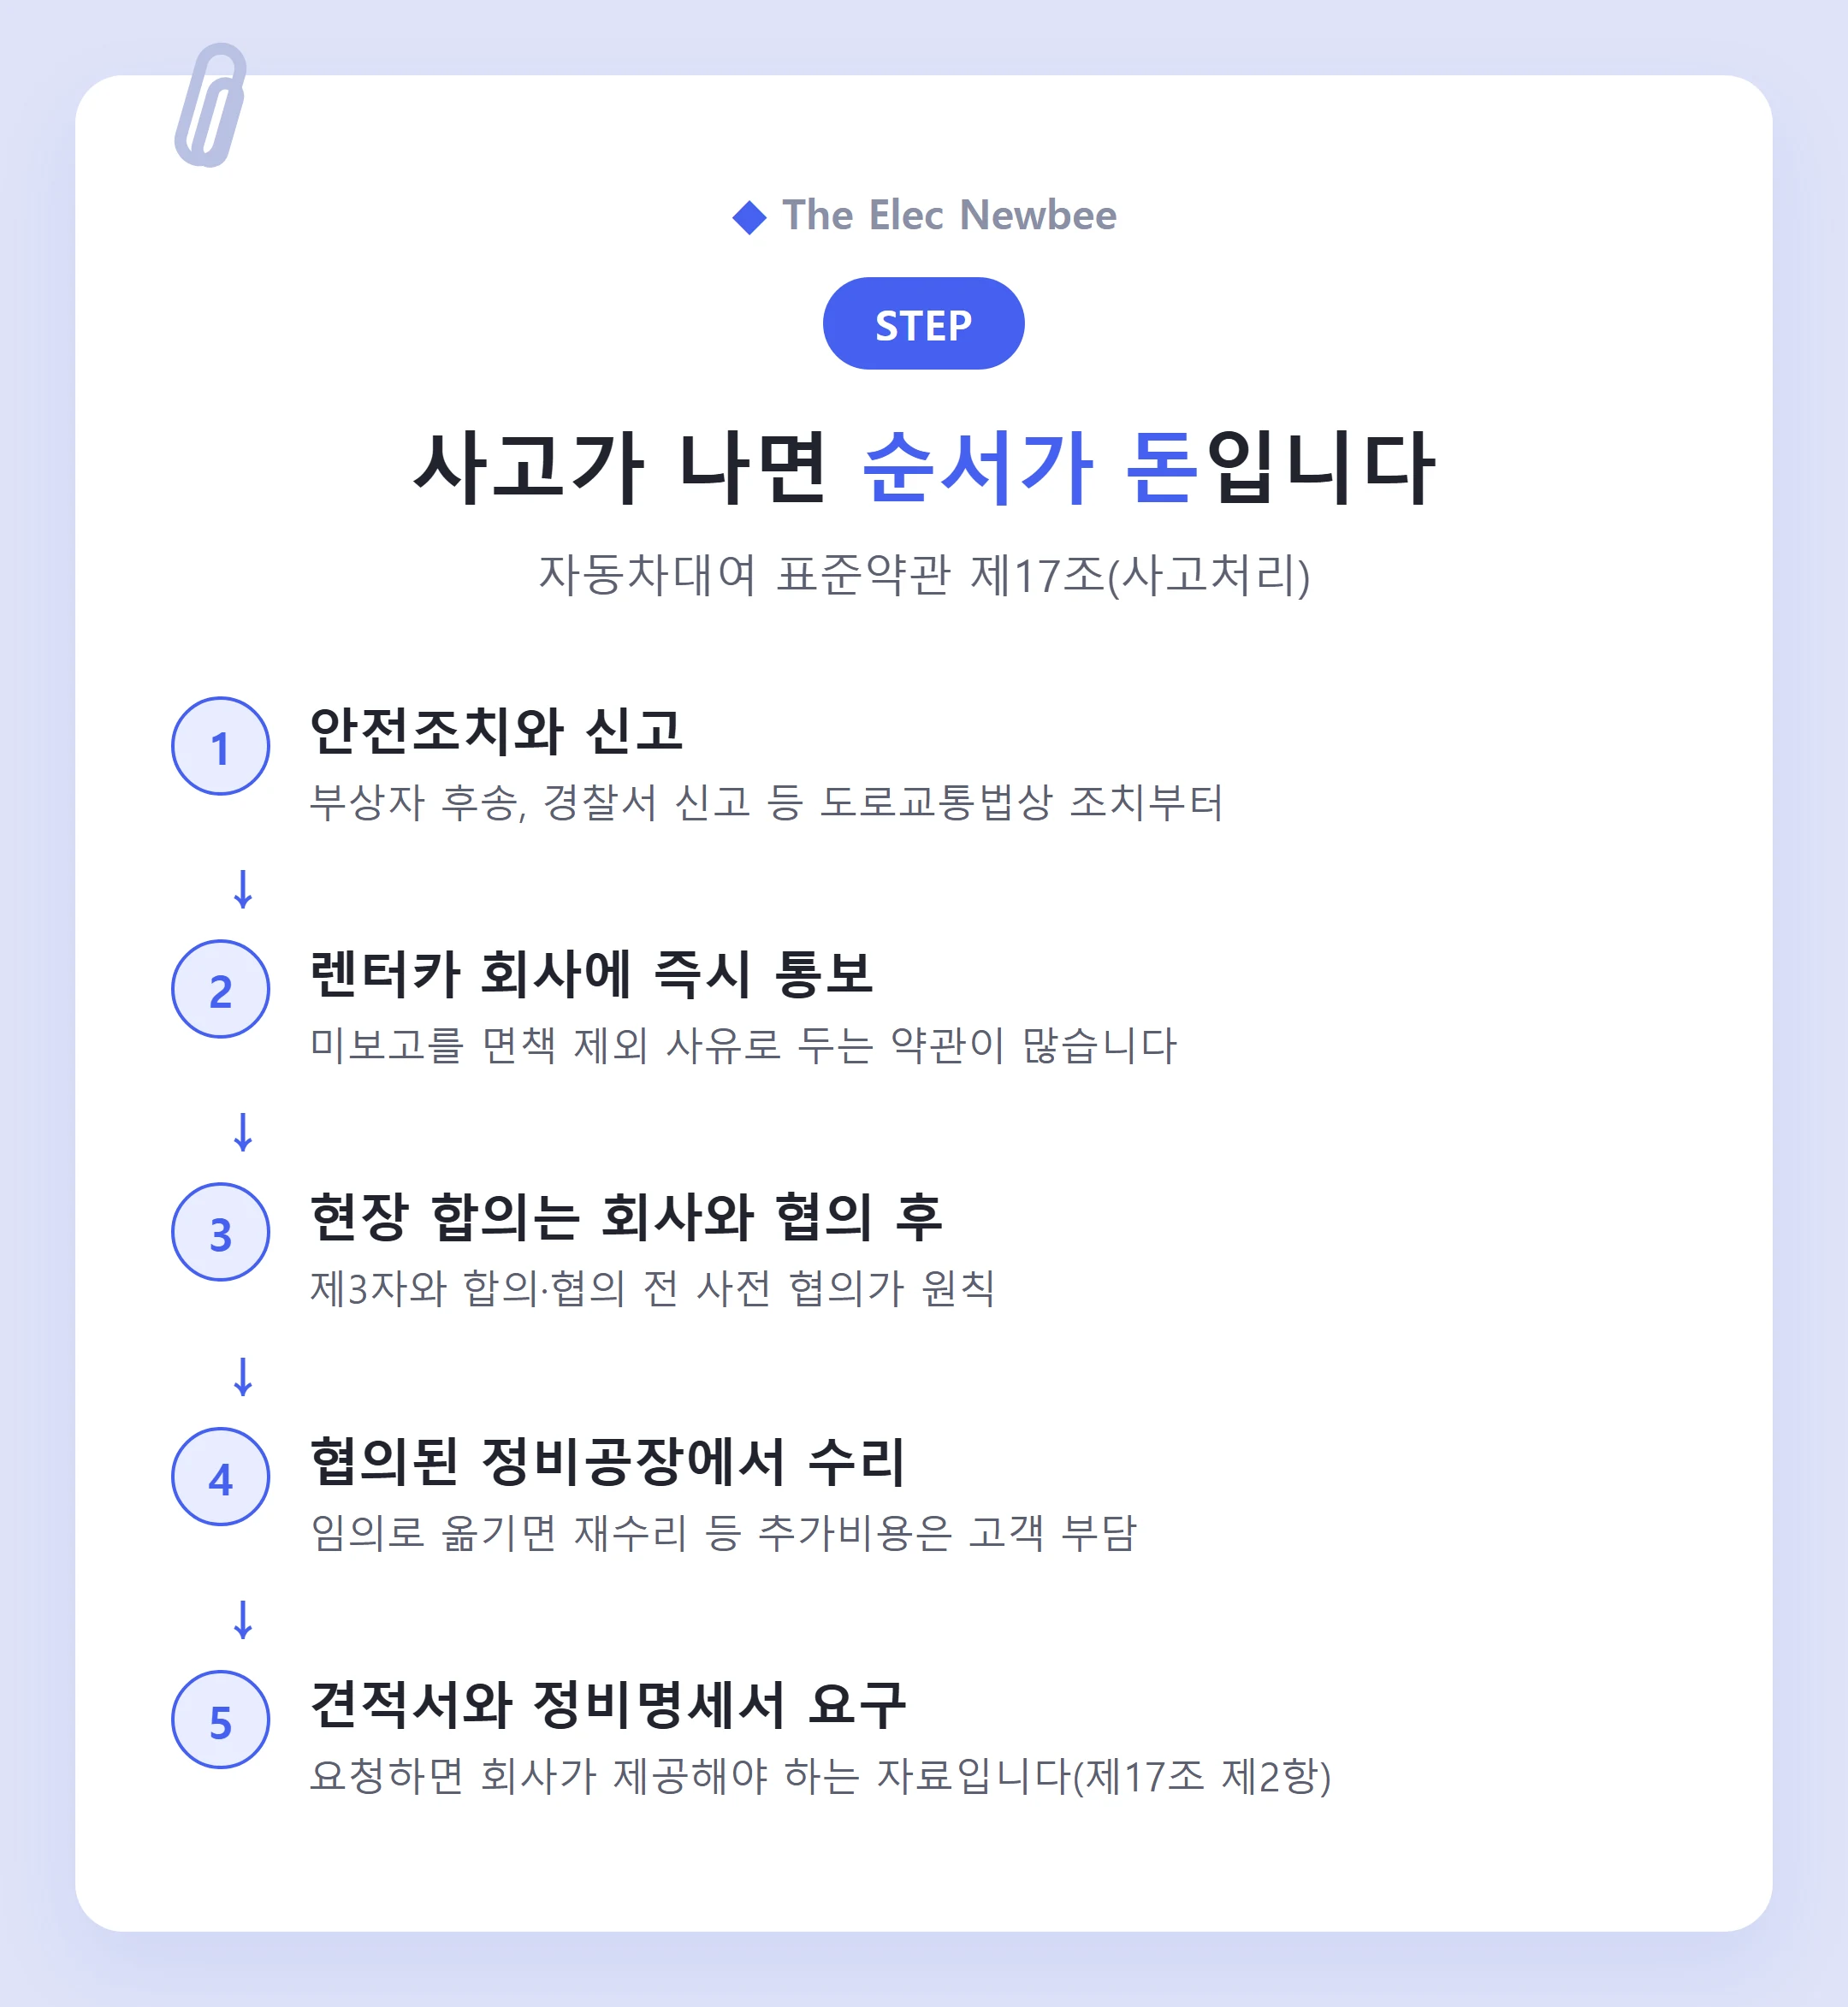 ◆ The Elec Newbee
STEP
사고가 나면 순서가 돈입니다
자동차대여 표준약관 제17조(사고처리)
1 안전조치와 신고
부상자 후송, 경찰서 신고 등 도로교통법상 조치부터
↓
2 렌터카 회사에 즉시 통보
미보고를 면책 제외 사유로 두는 약관이 많습니다
↓
3 현장 합의는 회사와 협의 후
제3자와 합의·협의 전 사전 협의가 원칙
↓
4 협의된 정비공장에서 수리
임의로 옮기면 재수리 등 추가비용은 고객 부담
↓
5 견적서와 정비명세서 요구
요청하면 회사가 제공해야 하는 자료입니다(제17조 제2항)